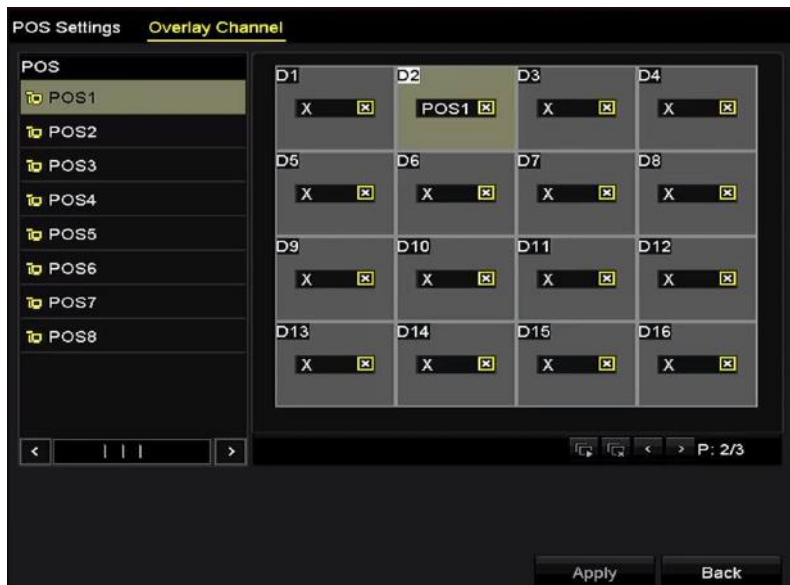 POS Settings Overlay Channel
POS
POS1
POS2
POS3
POS4
POS5
POS6
POS7
POS8
D1 D2 D3 D4
X POS1 X X
D5 D6 D7 D8
X X X X
D9 D10 D11 D12
X X X X
D13 D14 D15 D16
X X X X
P: 2/3
Apply Back